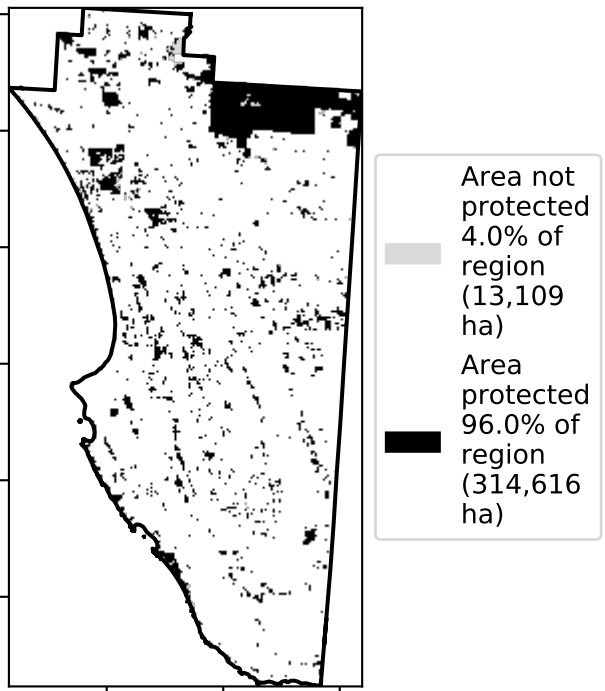 Area not
protected
4.0% of
region
(13,109
ha)
Area
protected
96.0% of
region
(314,616
ha)